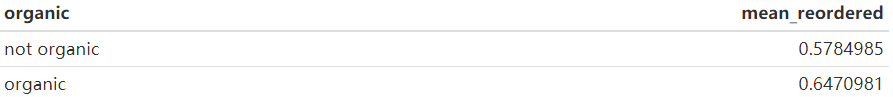 organic mean_reordered
not organic 0.5784985
organic 0.6470981